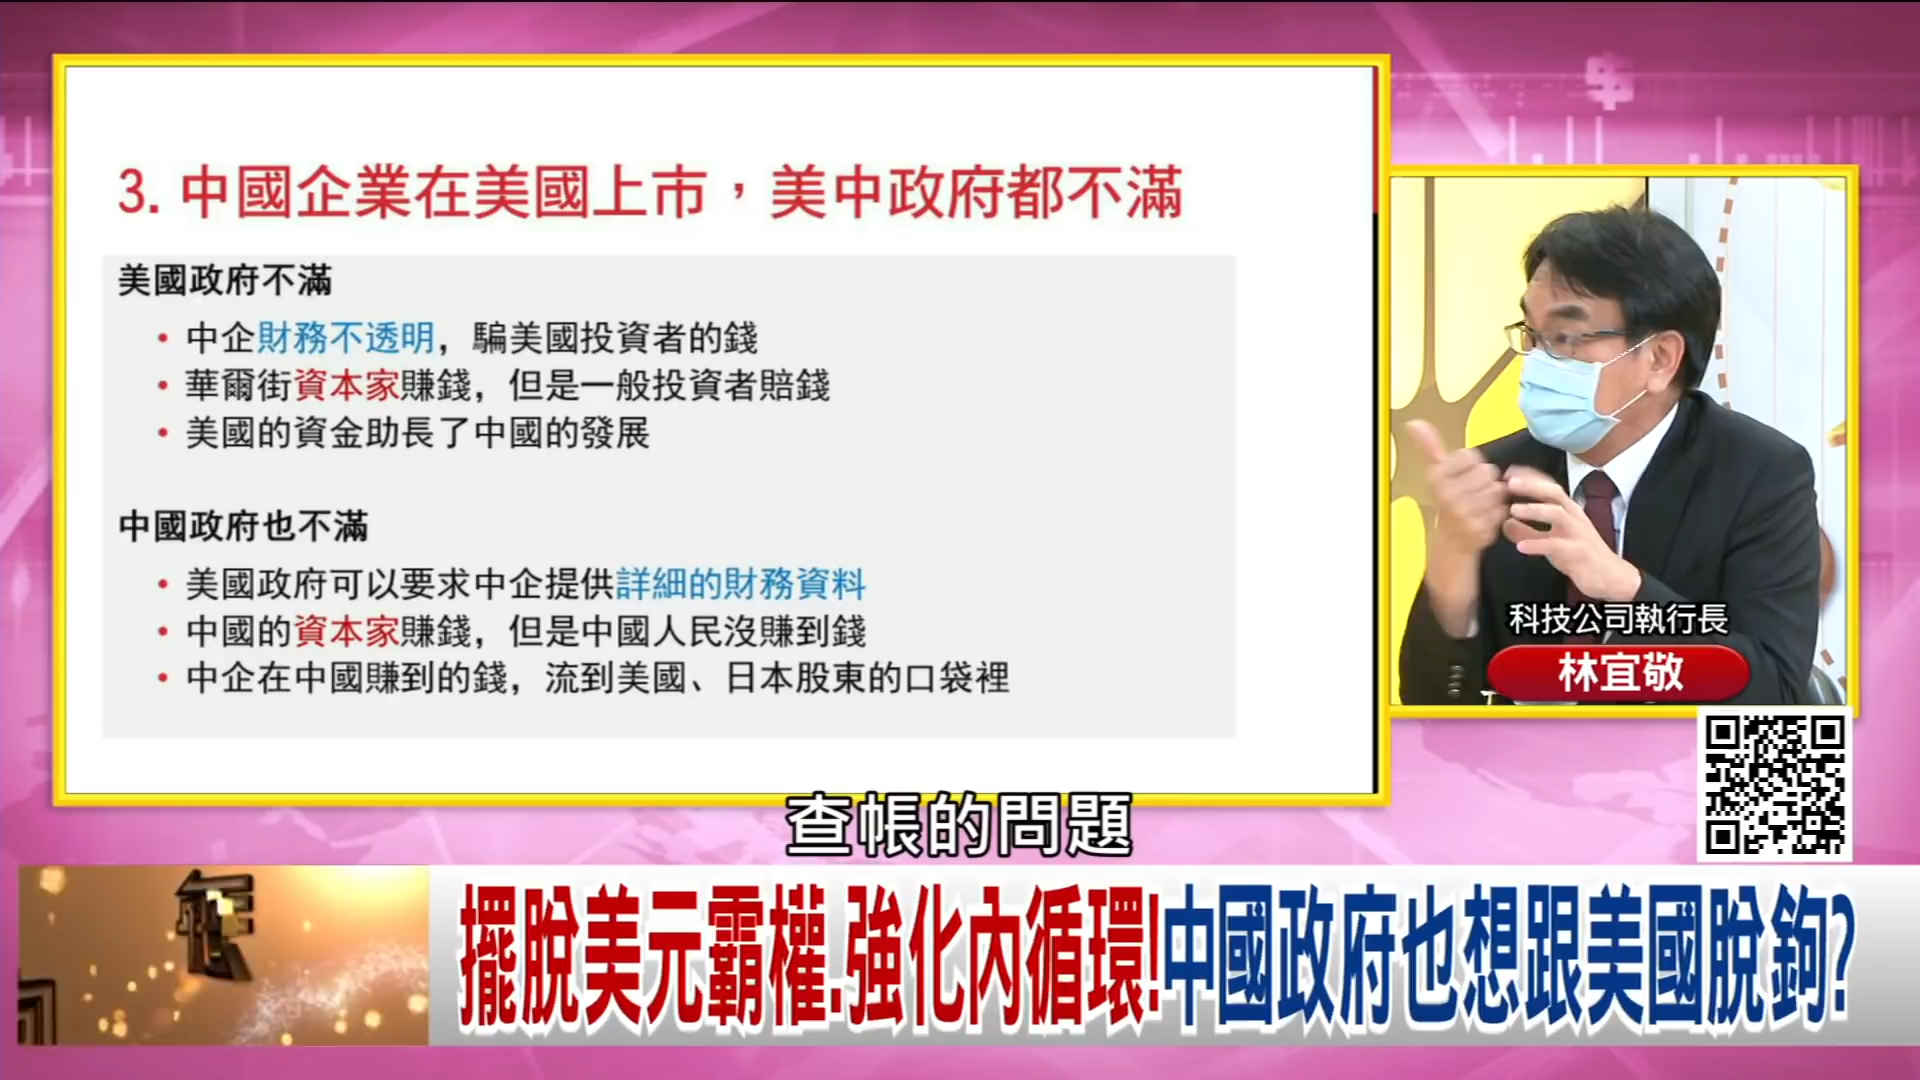 3. 中國企業在美國上市，美中政府都不滿
美國政府不滿
• 中企財務不透明，騙美國投資者的錢
• 華爾街資本家賺錢，但是一般投資者賠錢
• 美國的資金助長了中國的發展
中國政府也不滿
• 美國政府可以要求中企提供詳細的財務資料
• 中國的資本家賺錢，但是中國人民沒賺到錢
• 中企在中國賺到的錢，流到美國、日本股東的口袋裡
科技公司執行長
林宜敬
查帳的問題
擺脫美元霸權.強化內循環!中國政府也想跟美國脫鉤?